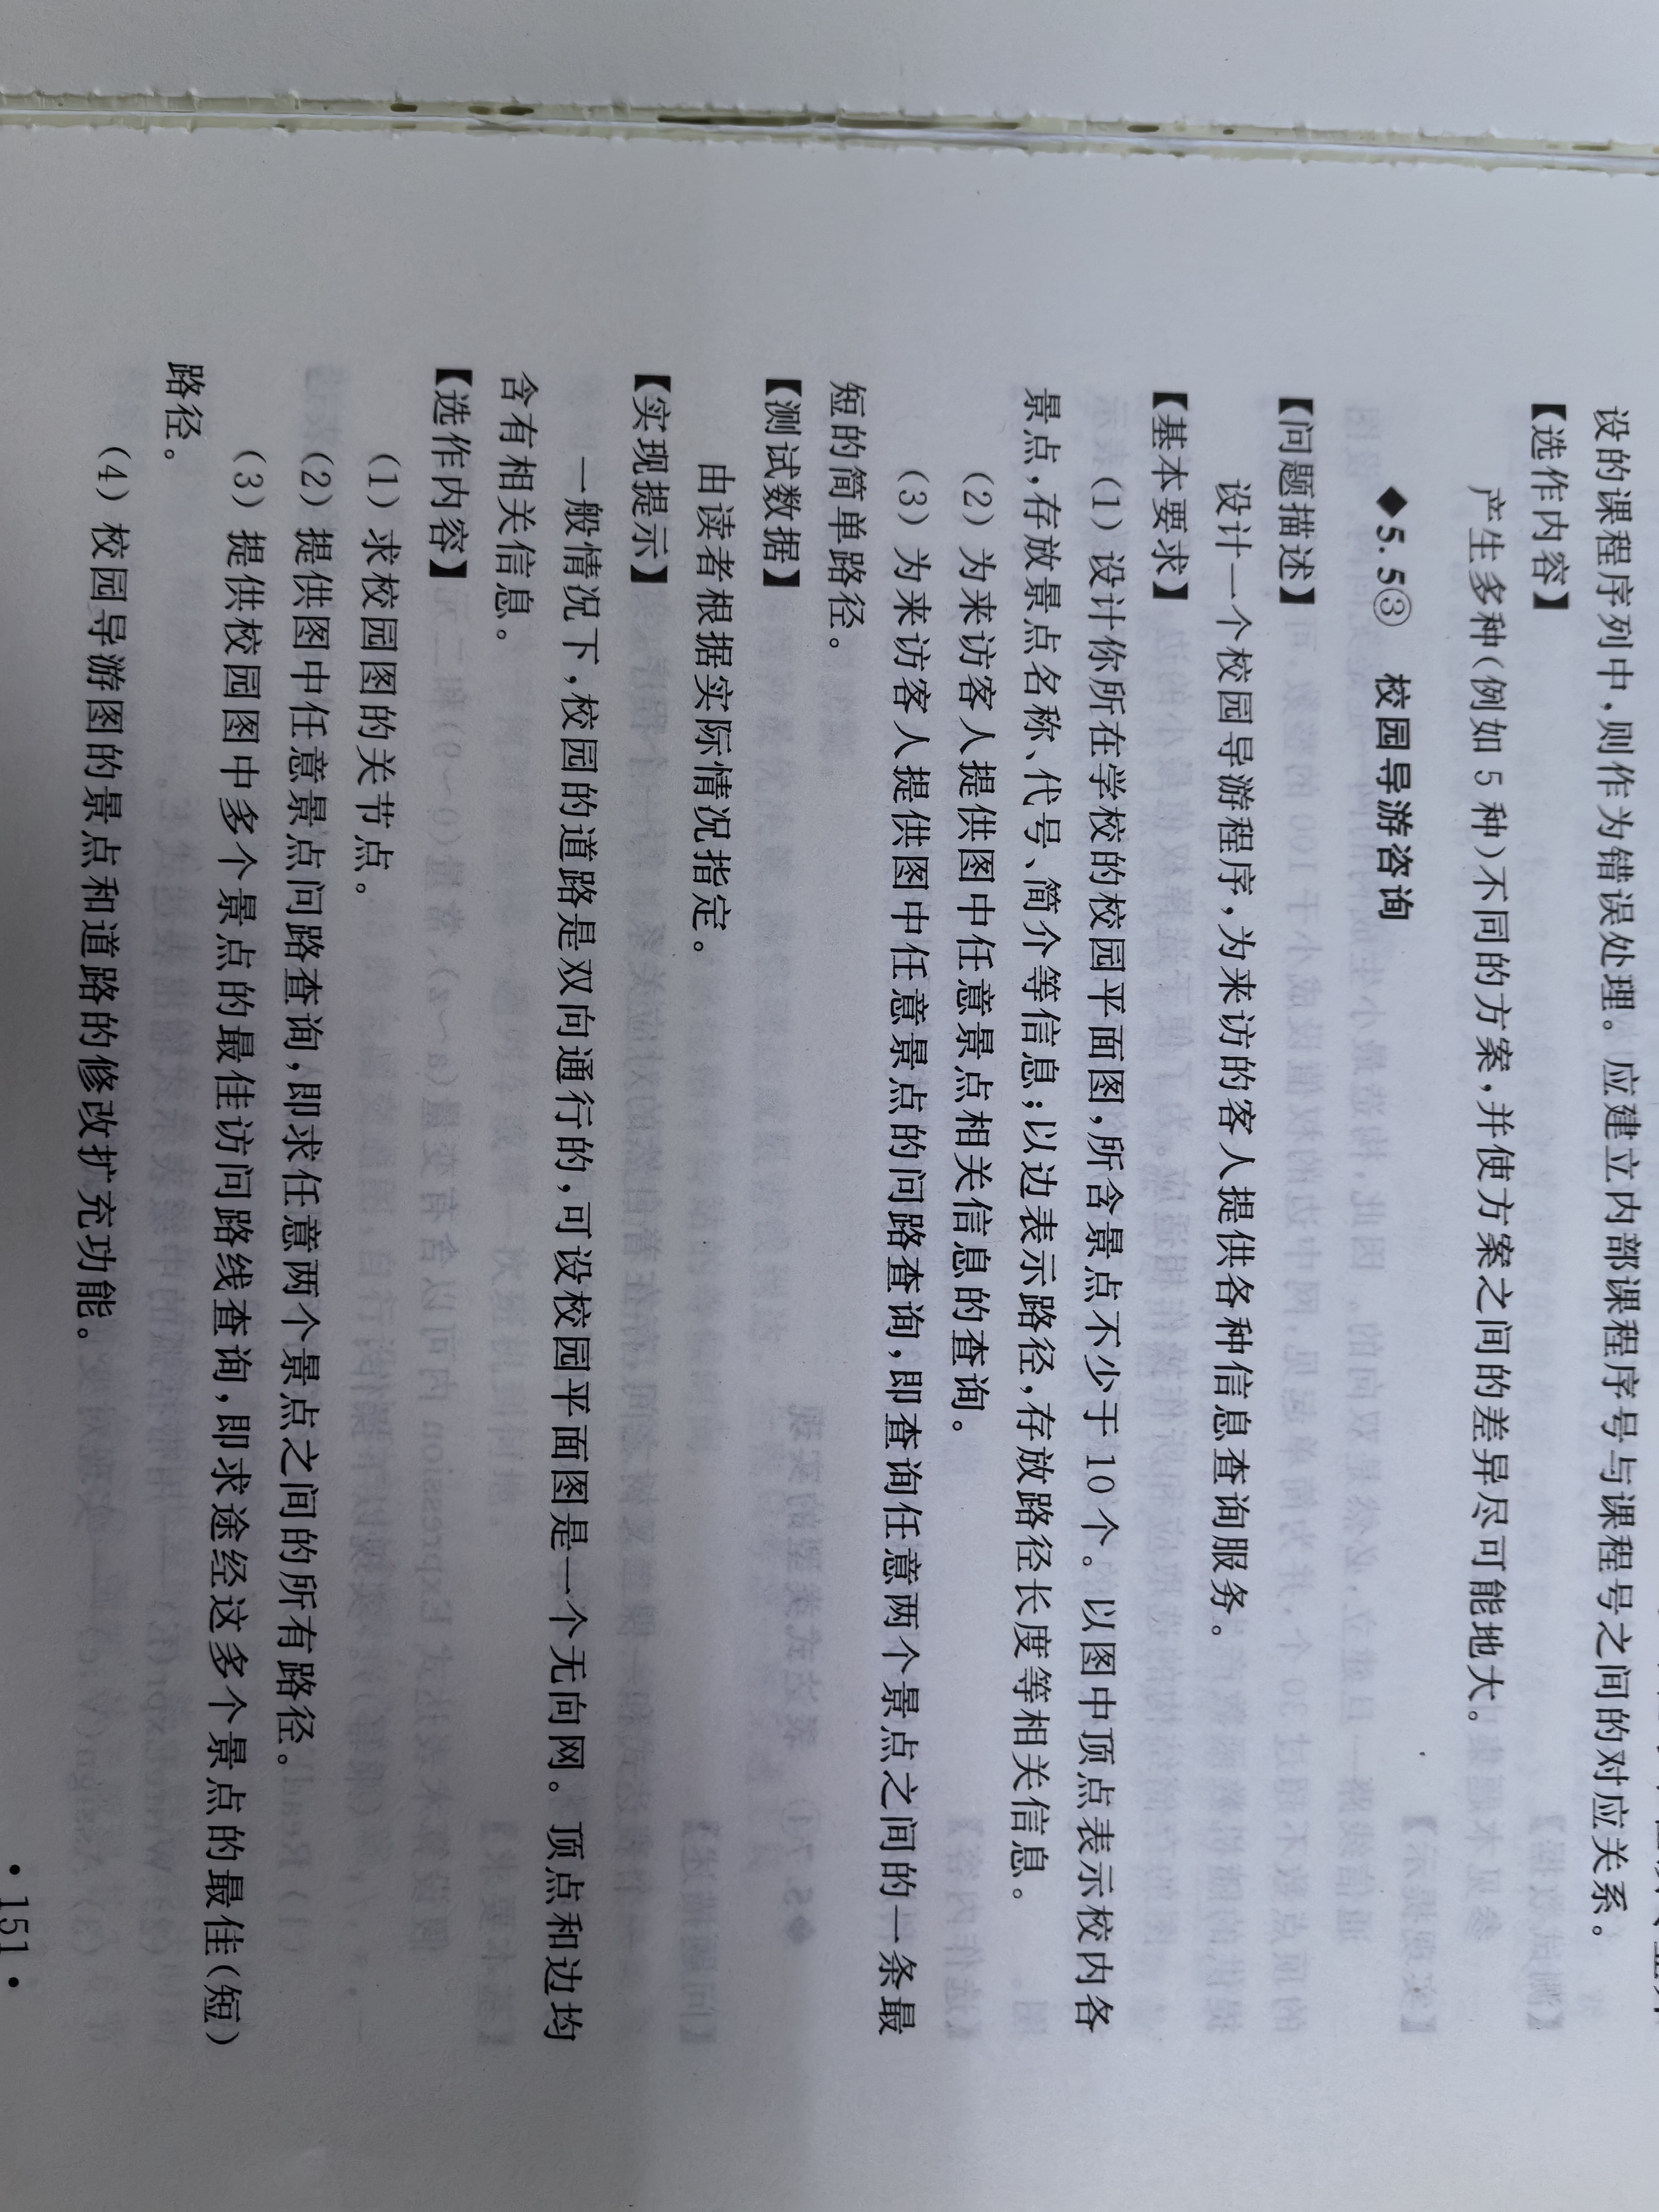 设的课程序列中,则作为错误处理。应建立内部课程序号与课程号之间的对应关系。
【选作内容】
产生多种(例如 5 种)不同的方案,并使方案之间的差异尽可能地大。
◆5.5③ 校园导游咨询
【问题描述】
设计一个校园导游程序,为来访的客人提供各种信息查询服务。
【基本要求】
(1) 设计你所在学校的校园平面图,所含景点不少于 10 个。以图中顶点表示校内各
景点,存放景点名称、代号、简介等信息;以边表示路径,存放路径长度等相关信息。
(2) 为来访客人提供图中任意景点相关信息的查询。
(3) 为来访客人提供图中任意景点的问路查询,即查询任意两个景点之间的一条最
短的简单路径。
【测试数据】
由读者根据实际情况指定。
【实现提示】
一般情况下,校园的道路是双向通行的,可设校园平面图是一个无向网。顶点和边均
含有相关信息。
【选作内容】
(1) 求校园图的关节点。
(2) 提供图中任意景点问路查询,即求任意两个景点之间的所有路径。
(3) 提供校园图中多个景点的最佳访问路线查询,即求途经这多个景点的最佳(短)
路径。
(4) 校园导游图的景点和道路的修改扩充功能。
• 151 •